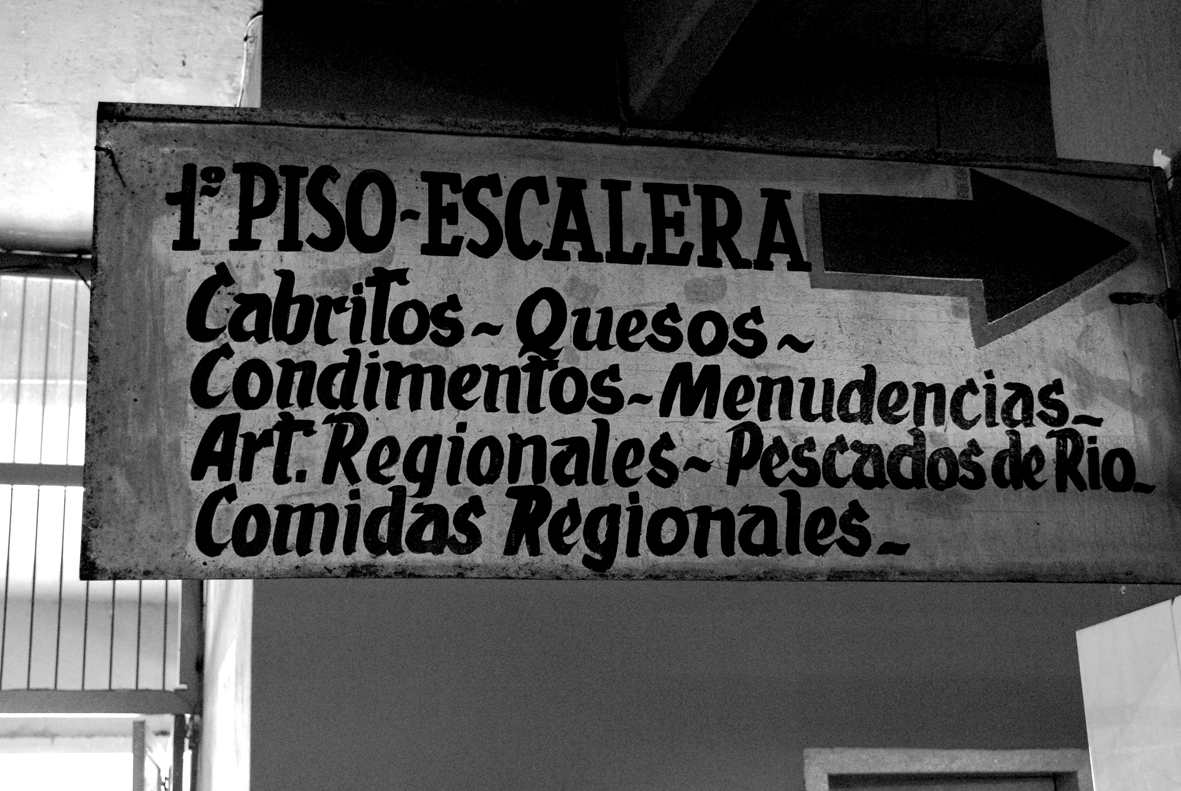 1º PISO-ESCALERA
Cabritos~Quesos~
Condimentos~Menudencias~
Art. Regionales~Pescados de Rio~
Comidas Regionales~